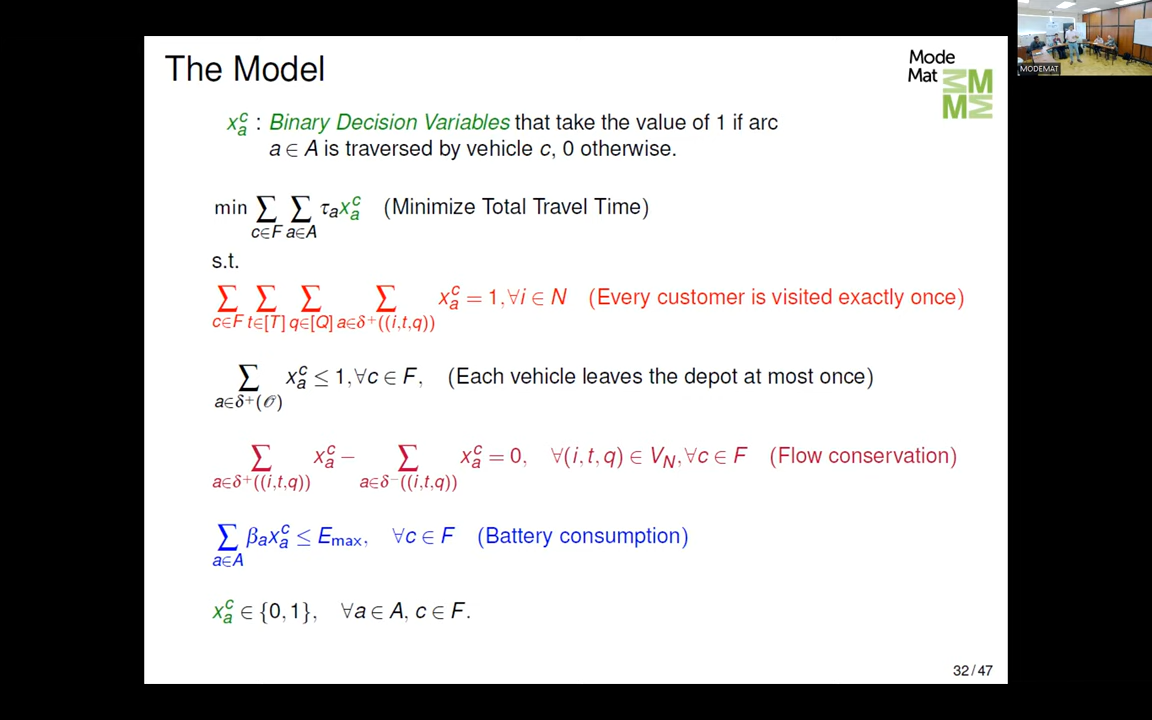 The Model
Mode
Mat
MODEMAT
x_a^c : Binary Decision Variables that take the value of 1 if arc
a ∈ A is traversed by vehicle c, 0 otherwise.
min ∑_{c∈F} ∑_{a∈A} τ_a x_a^c (Minimize Total Travel Time)
s.t.
∑_{c∈F} ∑_{t∈[T]} ∑_{q∈[Q]} ∑_{a∈δ⁺((i,t,q))} x_a^c = 1, ∀i ∈ N (Every customer is visited exactly once)
∑_{a∈δ⁺(𝒪)} x_a^c ≤ 1, ∀c ∈ F, (Each vehicle leaves the depot at most once)
∑_{a∈δ⁺((i,t,q))} x_a^c − ∑_{a∈δ⁻((i,t,q))} x_a^c = 0, ∀(i,t,q) ∈ V_N, ∀c ∈ F (Flow conservation)
∑_{a∈A} β_a x_a^c ≤ E_max, ∀c ∈ F (Battery consumption)
x_a^c ∈ {0,1}, ∀a ∈ A, c ∈ F.
32/47